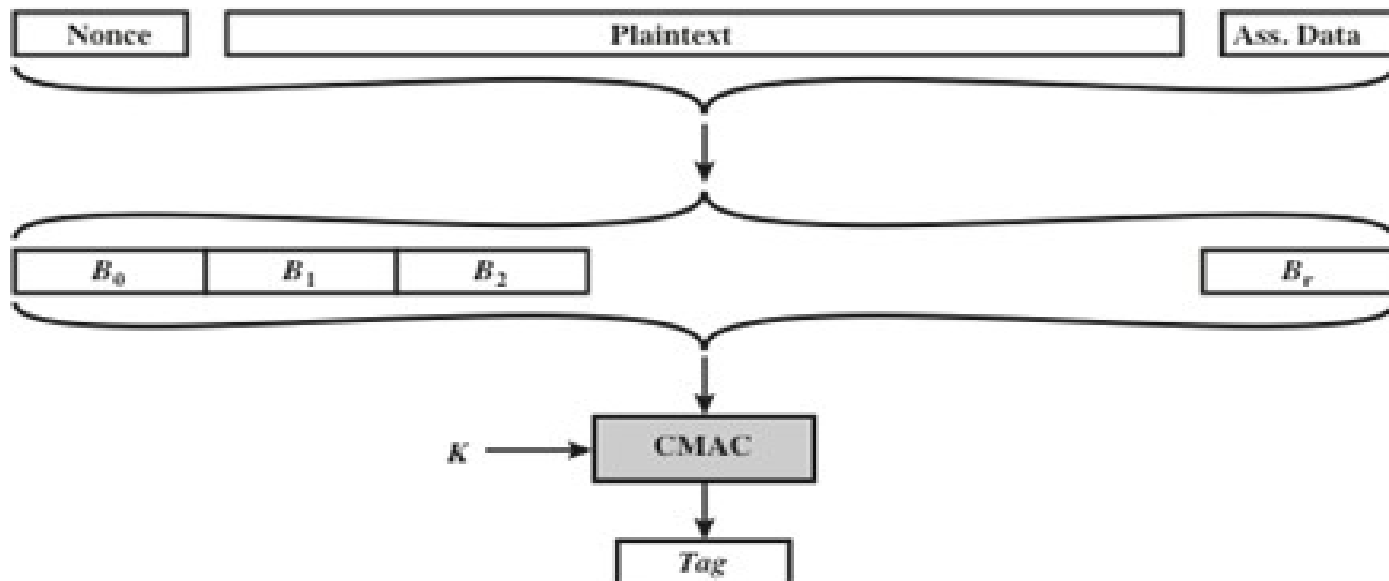 Nonce Plaintext Ass. Data
B₀ B₁ B₂ Bᵣ
K CMAC
Tag